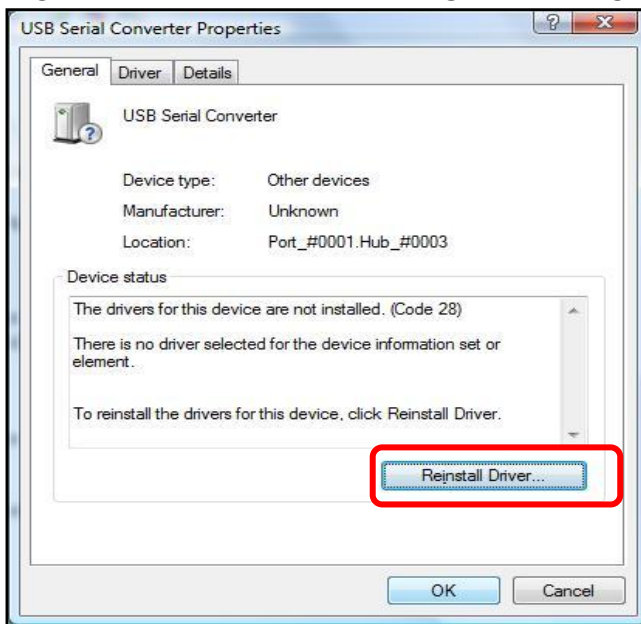 USB Serial Converter Properties
General Driver Details
USB Serial Converter
Device type: Other devices
Manufacturer: Unknown
Location: Port_#0001.Hub_#0003
Device status
The drivers for this device are not installed. (Code 28)
There is no driver selected for the device information set or
element.
To reinstall the drivers for this device, click Reinstall Driver.
Reinstall Driver...
OK Cancel